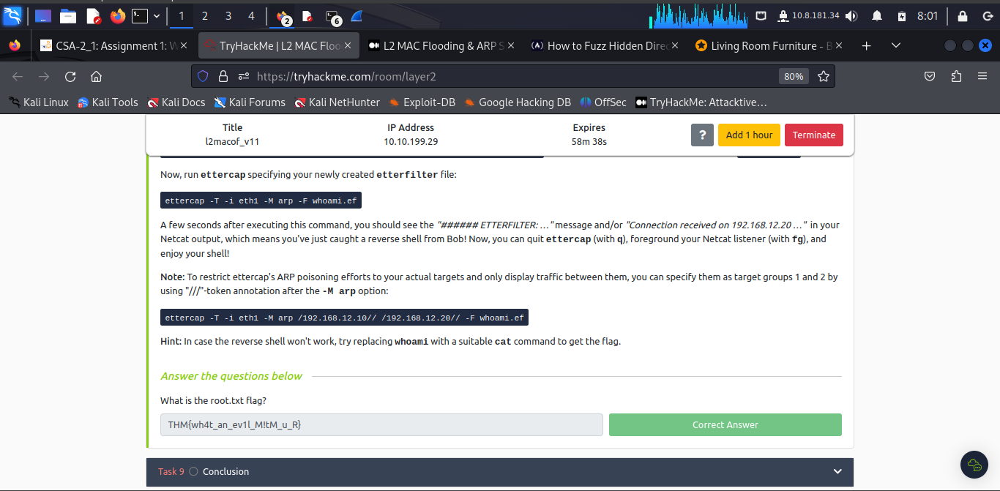 1 2 3 4 2 6 10.8.181.34 8:01
CSA-2_1: Assignment 1: W TryHackMe | L2 MAC Floo L2 MAC Flooding & ARP S How to Fuzz Hidden Direc Living Room Furniture - B
https://tryhackme.com/room/layer2 80%
Kali Linux Kali Tools Kali Docs Kali Forums Kali NetHunter Exploit-DB Google Hacking DB OffSec TryHackMe: Attacktive…
Title IP Address Expires
l2macof_v11 10.10.199.29 58m 38s ? Add 1 hour Terminate
Now, run ettercap specifying your newly created etterfilter file:
ettercap -T -i eth1 -M arp -F whoami.ef
A few seconds after executing this command, you should see the "###### ETTERFILTER: …" message and/or "Connection received on 192.168.12.20 …" in your
Netcat output, which means you've just caught a reverse shell from Bob! Now, you can quit ettercap (with q), foreground your Netcat listener (with fg), and
enjoy your shell!
Note: To restrict ettercap's ARP poisoning efforts to your actual targets and only display traffic between them, you can specify them as target groups 1 and 2 by
using "///"-token annotation after the -M arp option:
ettercap -T -i eth1 -M arp /192.168.12.10// /192.168.12.20// -F whoami.ef
Hint: In case the reverse shell won't work, try replacing whoami with a suitable cat command to get the flag.
Answer the questions below
What is the root.txt flag?
THM{wh4t_an_ev1l_M!tM_u_R} Correct Answer
Task 9 Conclusion